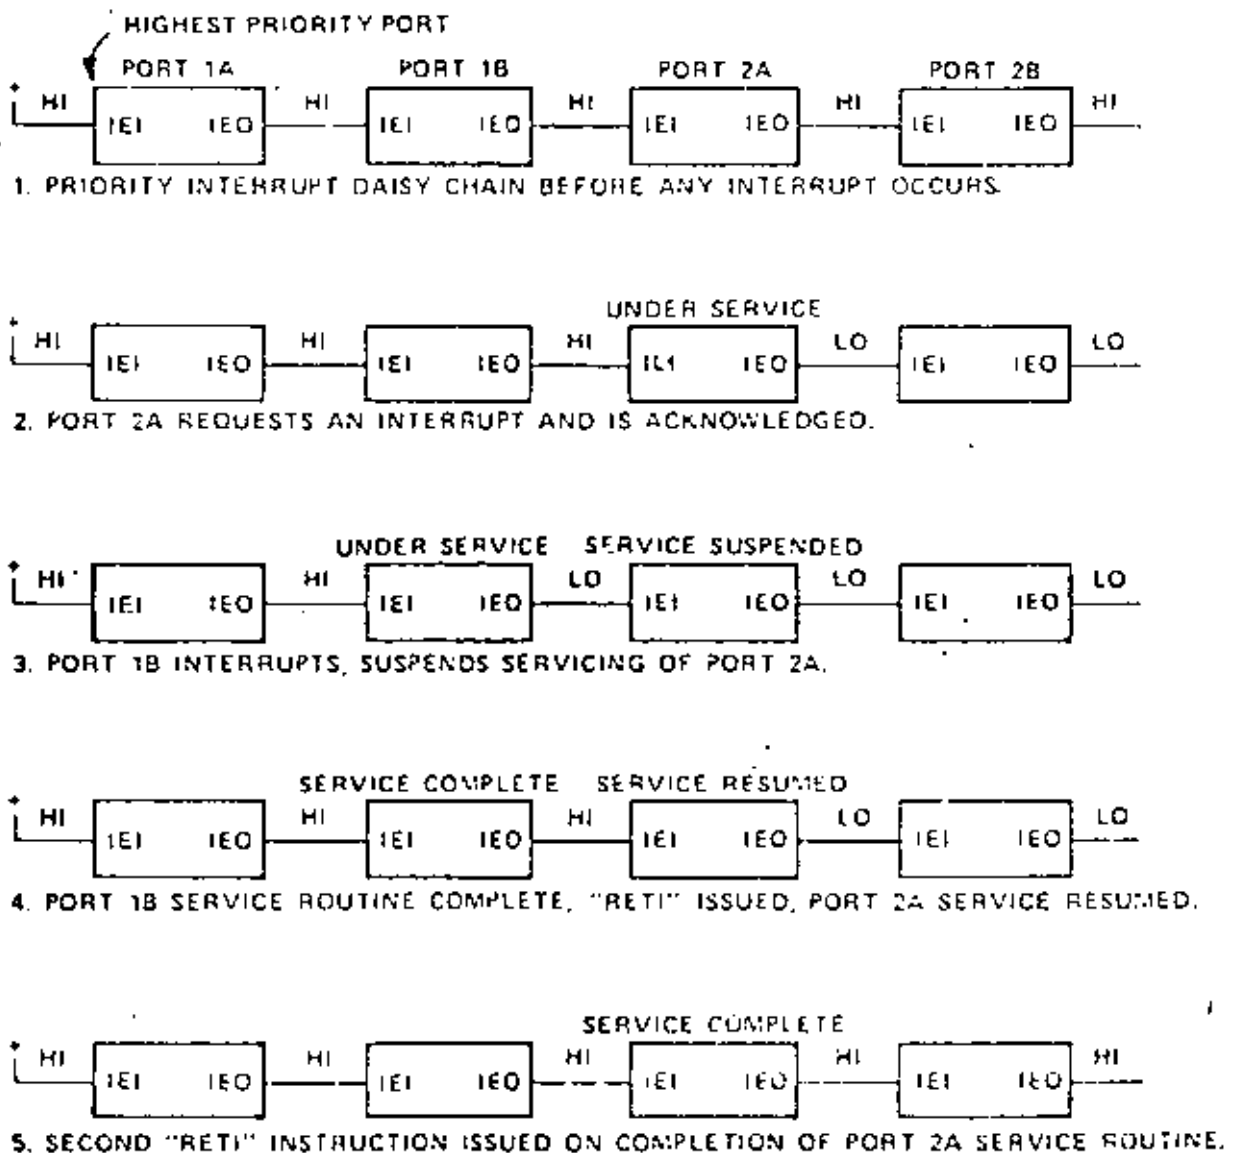 HIGHEST PRIORITY PORT
PORT 1A PORT 1B PORT 2A PORT 2B
HI HI HI HI HI
IEI IEO IEI IEO IEI IEO IEI IEO
1. PRIORITY INTERRUPT DAISY CHAIN BEFORE ANY INTERRUPT OCCURS.
UNDER SERVICE
HI HI HI LO LO
IEI IEO IEI IEO IEI IEO IEI IEO
2. PORT 2A REQUESTS AN INTERRUPT AND IS ACKNOWLEDGED.
UNDER SERVICE SERVICE SUSPENDED
HI HI LO LO LO
IEI IEO IEI IEO IEI IEO IEI IEO
3. PORT 1B INTERRUPTS, SUSPENDS SERVICING OF PORT 2A.
SERVICE COMPLETE SERVICE RESUMED
HI HI HI LO LO
IEI IEO IEI IEO IEI IEO IEI IEO
4. PORT 1B SERVICE ROUTINE COMPLETE, "RETI" ISSUED, PORT 2A SERVICE RESUMED.
SERVICE COMPLETE
HI HI HI HI HI
IEI IEO IEI IEO IEI IEO IEI IEO
5. SECOND "RETI" INSTRUCTION ISSUED ON COMPLETION OF PORT 2A SERVICE ROUTINE.